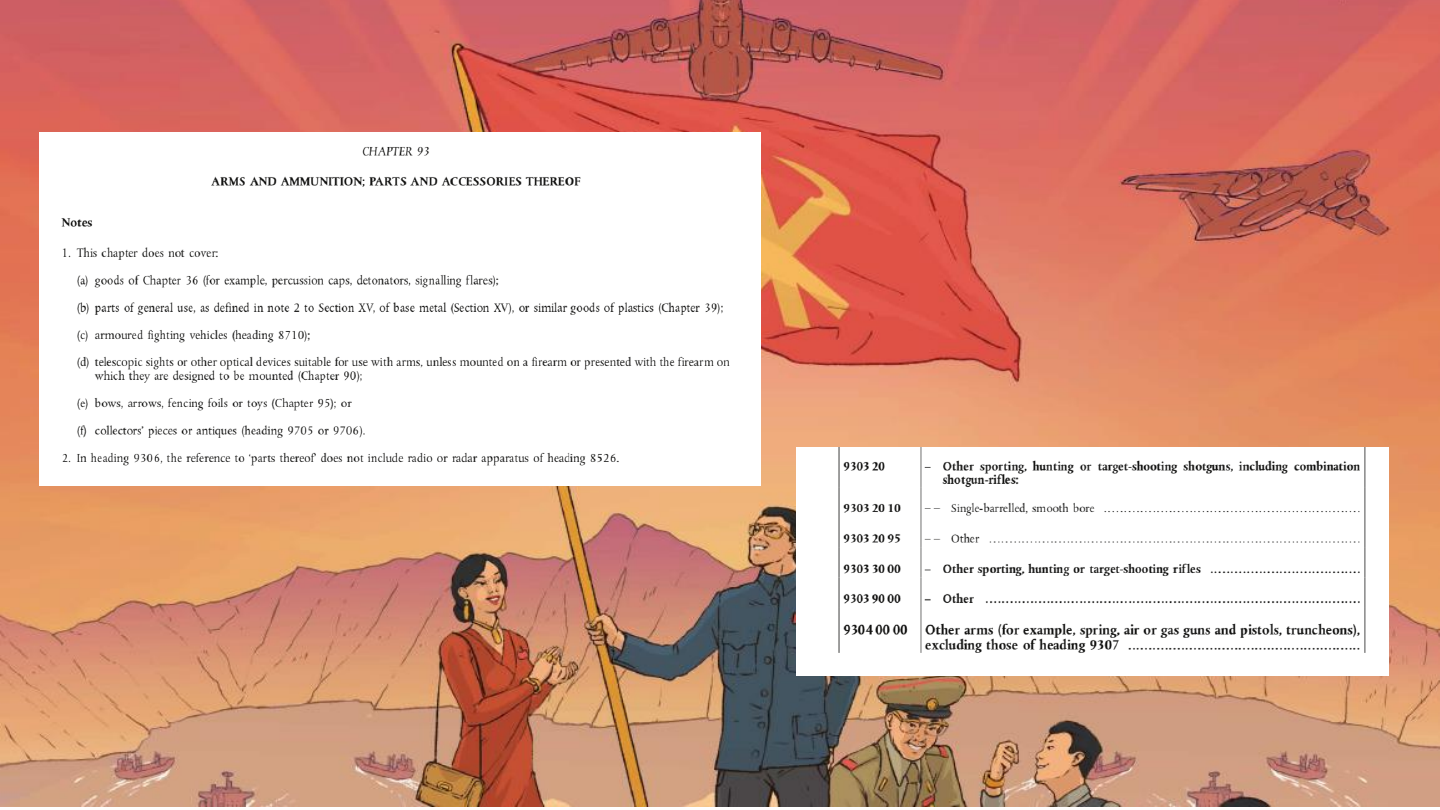 CHAPTER 93
ARMS AND AMMUNITION; PARTS AND ACCESSORIES THEREOF
Notes
1. This chapter does not cover:
(a) goods of Chapter 36 (for example, percussion caps, detonators, signalling flares);
(b) parts of general use, as defined in note 2 to Section XV, of base metal (Section XV), or similar goods of plastics (Chapter 39);
(c) armoured fighting vehicles (heading 8710);
(d) telescopic sights or other optical devices suitable for use with arms, unless mounted on a firearm or presented with the firearm on
which they are designed to be mounted (Chapter 90);
(e) bows, arrows, fencing foils or toys (Chapter 95); or
(f) collectors' pieces or antiques (heading 9705 or 9706).
2. In heading 9306, the reference to ‘parts thereof’ does not include radio or radar apparatus of heading 8526.
9303 20 – Other sporting, hunting or target-shooting shotguns, including combination
shotgun-rifles:
9303 20 10 – – Single-barrelled, smooth bore ................................................................
9303 20 95 – – Other ................................................................
9303 30 00 – Other sporting, hunting or target-shooting rifles ................................................................
9303 90 00 – Other ................................................................
9304 00 00 Other arms (for example, spring, air or gas guns and pistols, truncheons),
excluding those of heading 9307 ................................................................